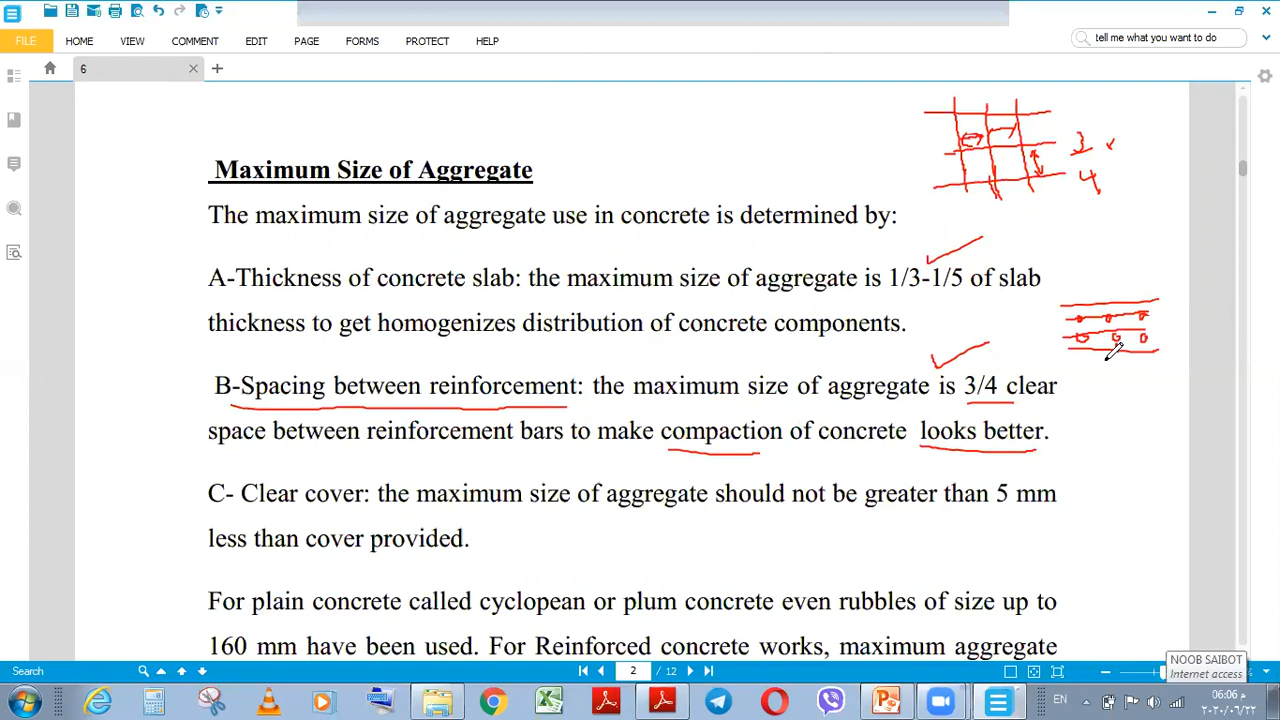 FILE HOME VIEW COMMENT EDIT PAGE FORMS PROTECT HELP tell me what you want to do
6
Maximum Size of Aggregate
The maximum size of aggregate use in concrete is determined by:
3
4
A-Thickness of concrete slab: the maximum size of aggregate is 1/3-1/5 of slab
thickness to get homogenizes distribution of concrete components.
B-Spacing between reinforcement: the maximum size of aggregate is 3/4 clear
space between reinforcement bars to make compaction of concrete looks better.
C- Clear cover: the maximum size of aggregate should not be greater than 5 mm
less than cover provided.
For plain concrete called cyclopean or plum concrete even rubbles of size up to
160 mm have been used. For Reinforced concrete works, maximum aggregate
Search 2 / 12
NOOB SAIBOT
Internet access
EN 06:06 م
٢٠٢٠/٠٦/٢٢